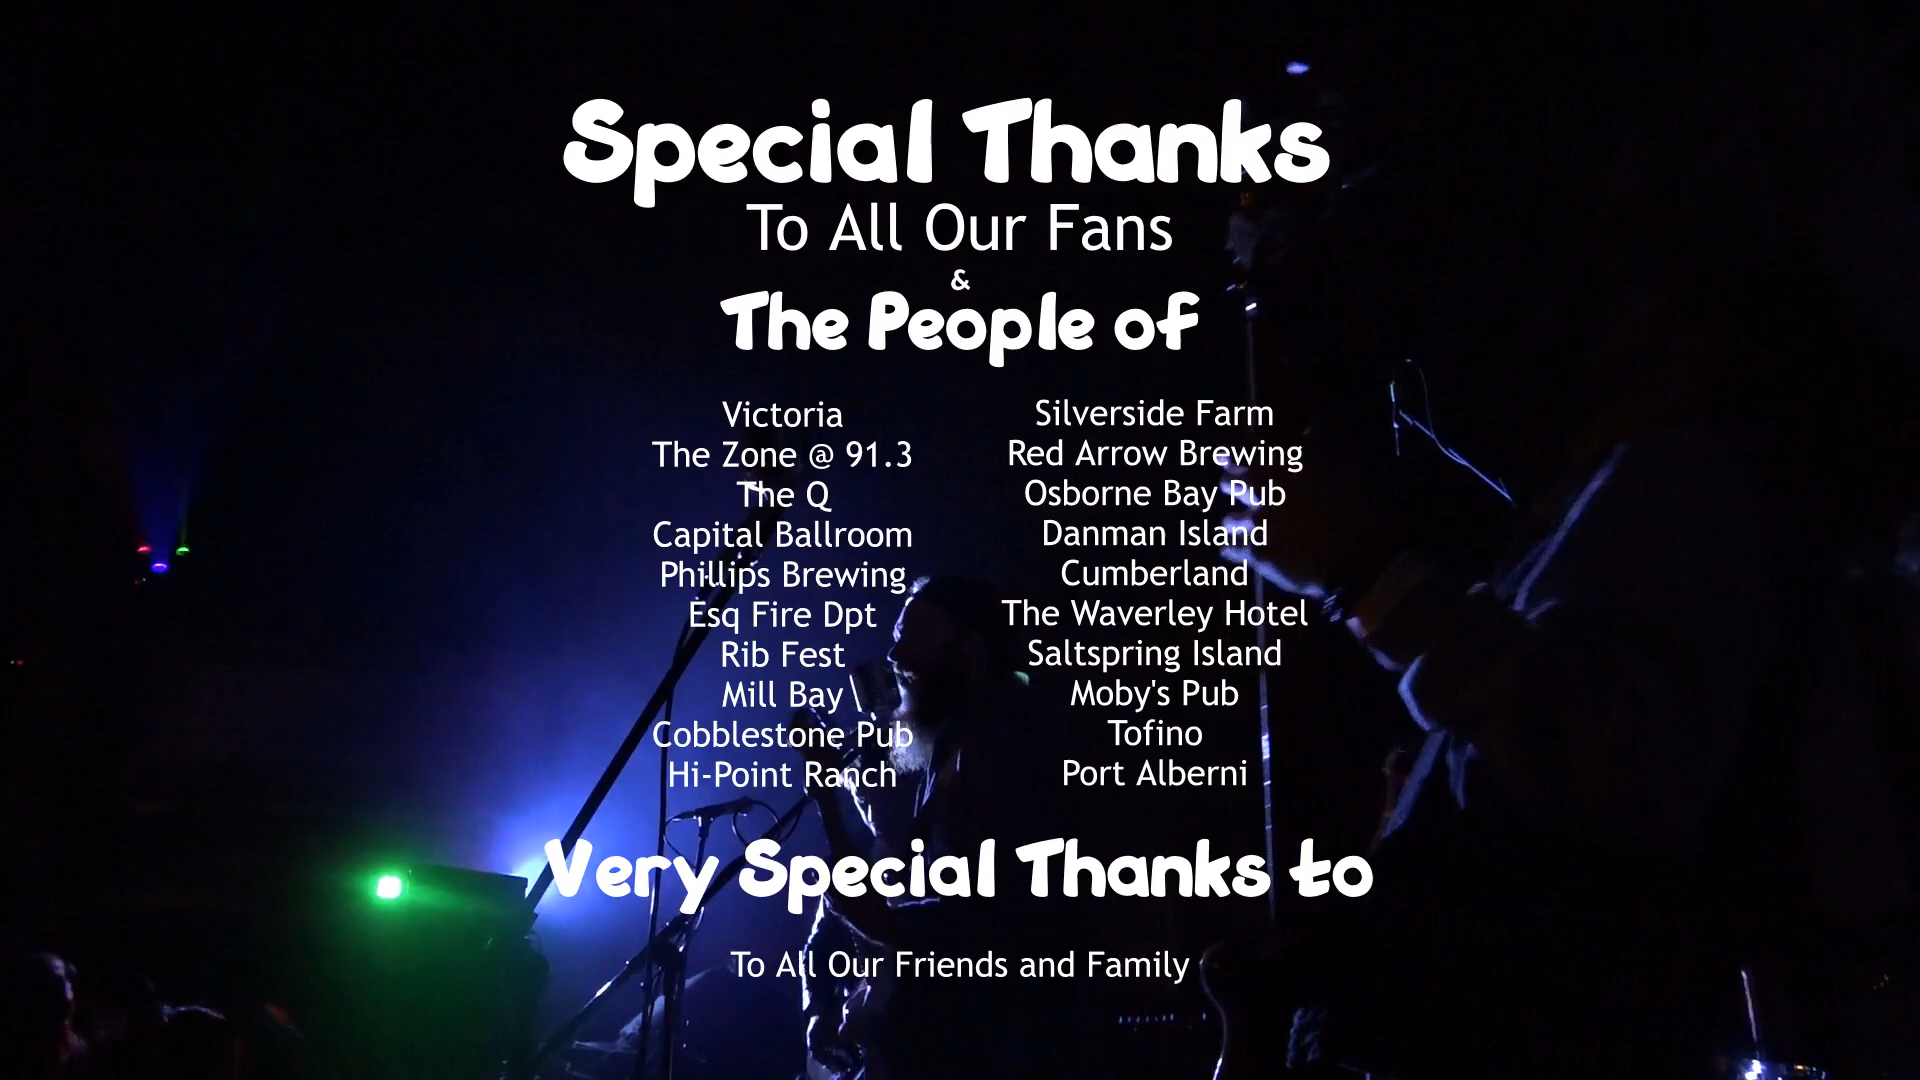 Special Thanks
To All Our Fans
&
The People of
Victoria
The Zone @ 91.3
The Q
Capital Ballroom
Phillips Brewing
Esq Fire Dpt
Rib Fest
Mill Bay
Cobblestone Pub
Hi-Point Ranch
Silverside Farm
Red Arrow Brewing
Osborne Bay Pub
Danman Island
Cumberland
The Waverley Hotel
Saltspring Island
Moby's Pub
Tofino
Port Alberni
Very Special Thanks to
To All Our Friends and Family